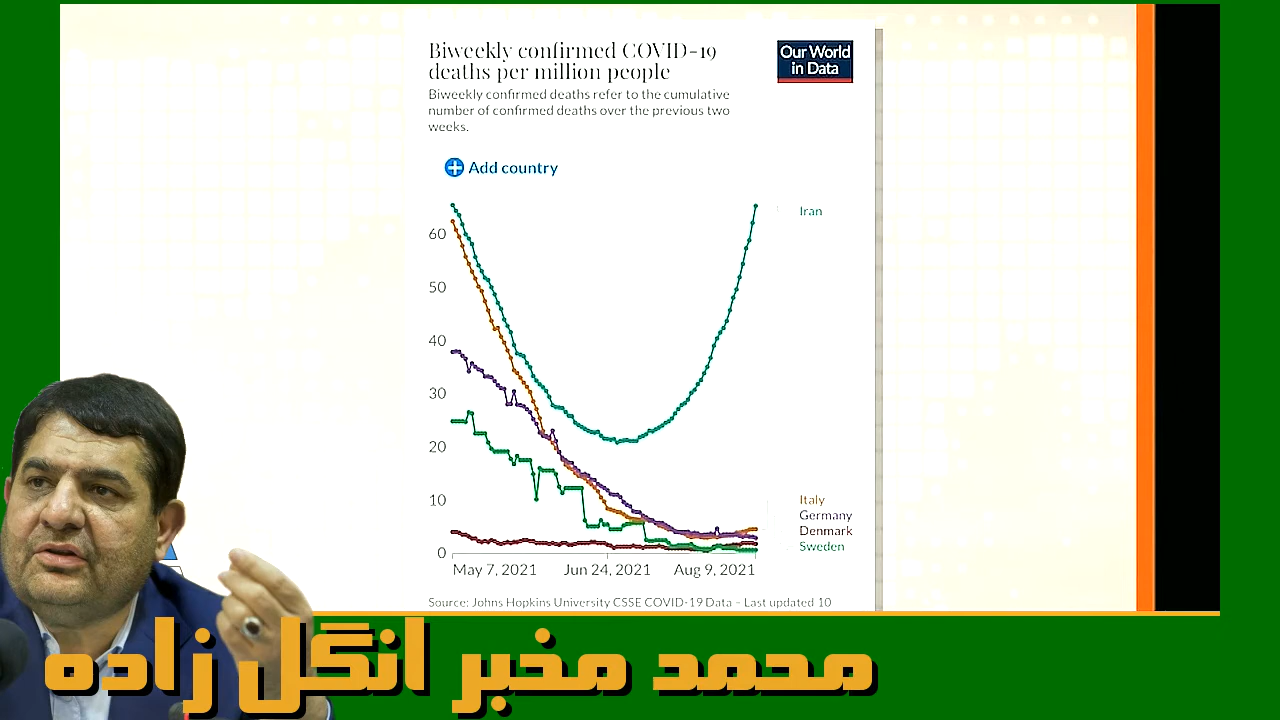 Biweekly confirmed COVID-19
deaths per million people
Our World
in Data
Biweekly confirmed deaths refer to the cumulative
number of confirmed deaths over the previous two
weeks.
Add country
Iran
60
50
40
30
20
10
0
Italy
Germany
Denmark
Sweden
May 7, 2021 Jun 24, 2021 Aug 9, 2021
Source: Johns Hopkins University CSSE COVID-19 Data – Last updated 10
محمد مخبر انگل زاده